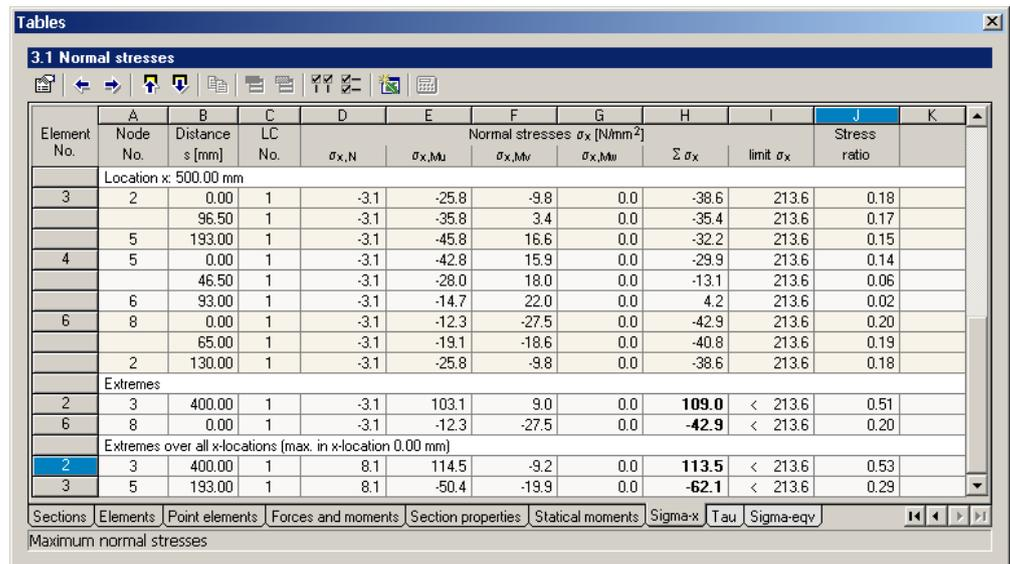 Tables
3.1 Normal stresses
A B C D E F G H I J K
Element Node Distance LC Normal stresses σx [N/mm2] Stress
No. No. s [mm] No. σx,N σx,Mu σx,Mv σx,Mw Σ σx limit σx ratio
Location x: 500.00 mm
3 2 0.00 1 -3.1 -25.8 -9.8 0.0 -38.6 213.6 0.18
96.50 1 -3.1 -35.8 3.4 0.0 -35.4 213.6 0.17
5 193.00 1 -3.1 -45.8 16.6 0.0 -32.2 213.6 0.15
4 5 0.00 1 -3.1 -42.8 15.9 0.0 -29.9 213.6 0.14
46.50 1 -3.1 -28.0 18.0 0.0 -13.1 213.6 0.06
6 93.00 1 -3.1 -14.7 22.0 0.0 4.2 213.6 0.02
6 8 0.00 1 -3.1 -12.3 -27.5 0.0 -42.9 213.6 0.20
65.00 1 -3.1 -19.1 -18.6 0.0 -40.8 213.6 0.19
2 130.00 1 -3.1 -25.8 -9.8 0.0 -38.6 213.6 0.18
Extremes
2 3 400.00 1 -3.1 103.1 9.0 0.0 109.0 < 213.6 0.51
6 8 0.00 1 -3.1 -12.3 -27.5 0.0 -42.9 < 213.6 0.20
Extremes over all x-locations (max. in x-location 0.00 mm)
2 3 400.00 1 8.1 114.5 -9.2 0.0 113.5 < 213.6 0.53
3 5 193.00 1 8.1 -50.4 -19.9 0.0 -62.1 < 213.6 0.29
Sections Elements Point elements Forces and moments Section properties Statical moments Sigma-x Tau Sigma-eqv
Maximum normal stresses